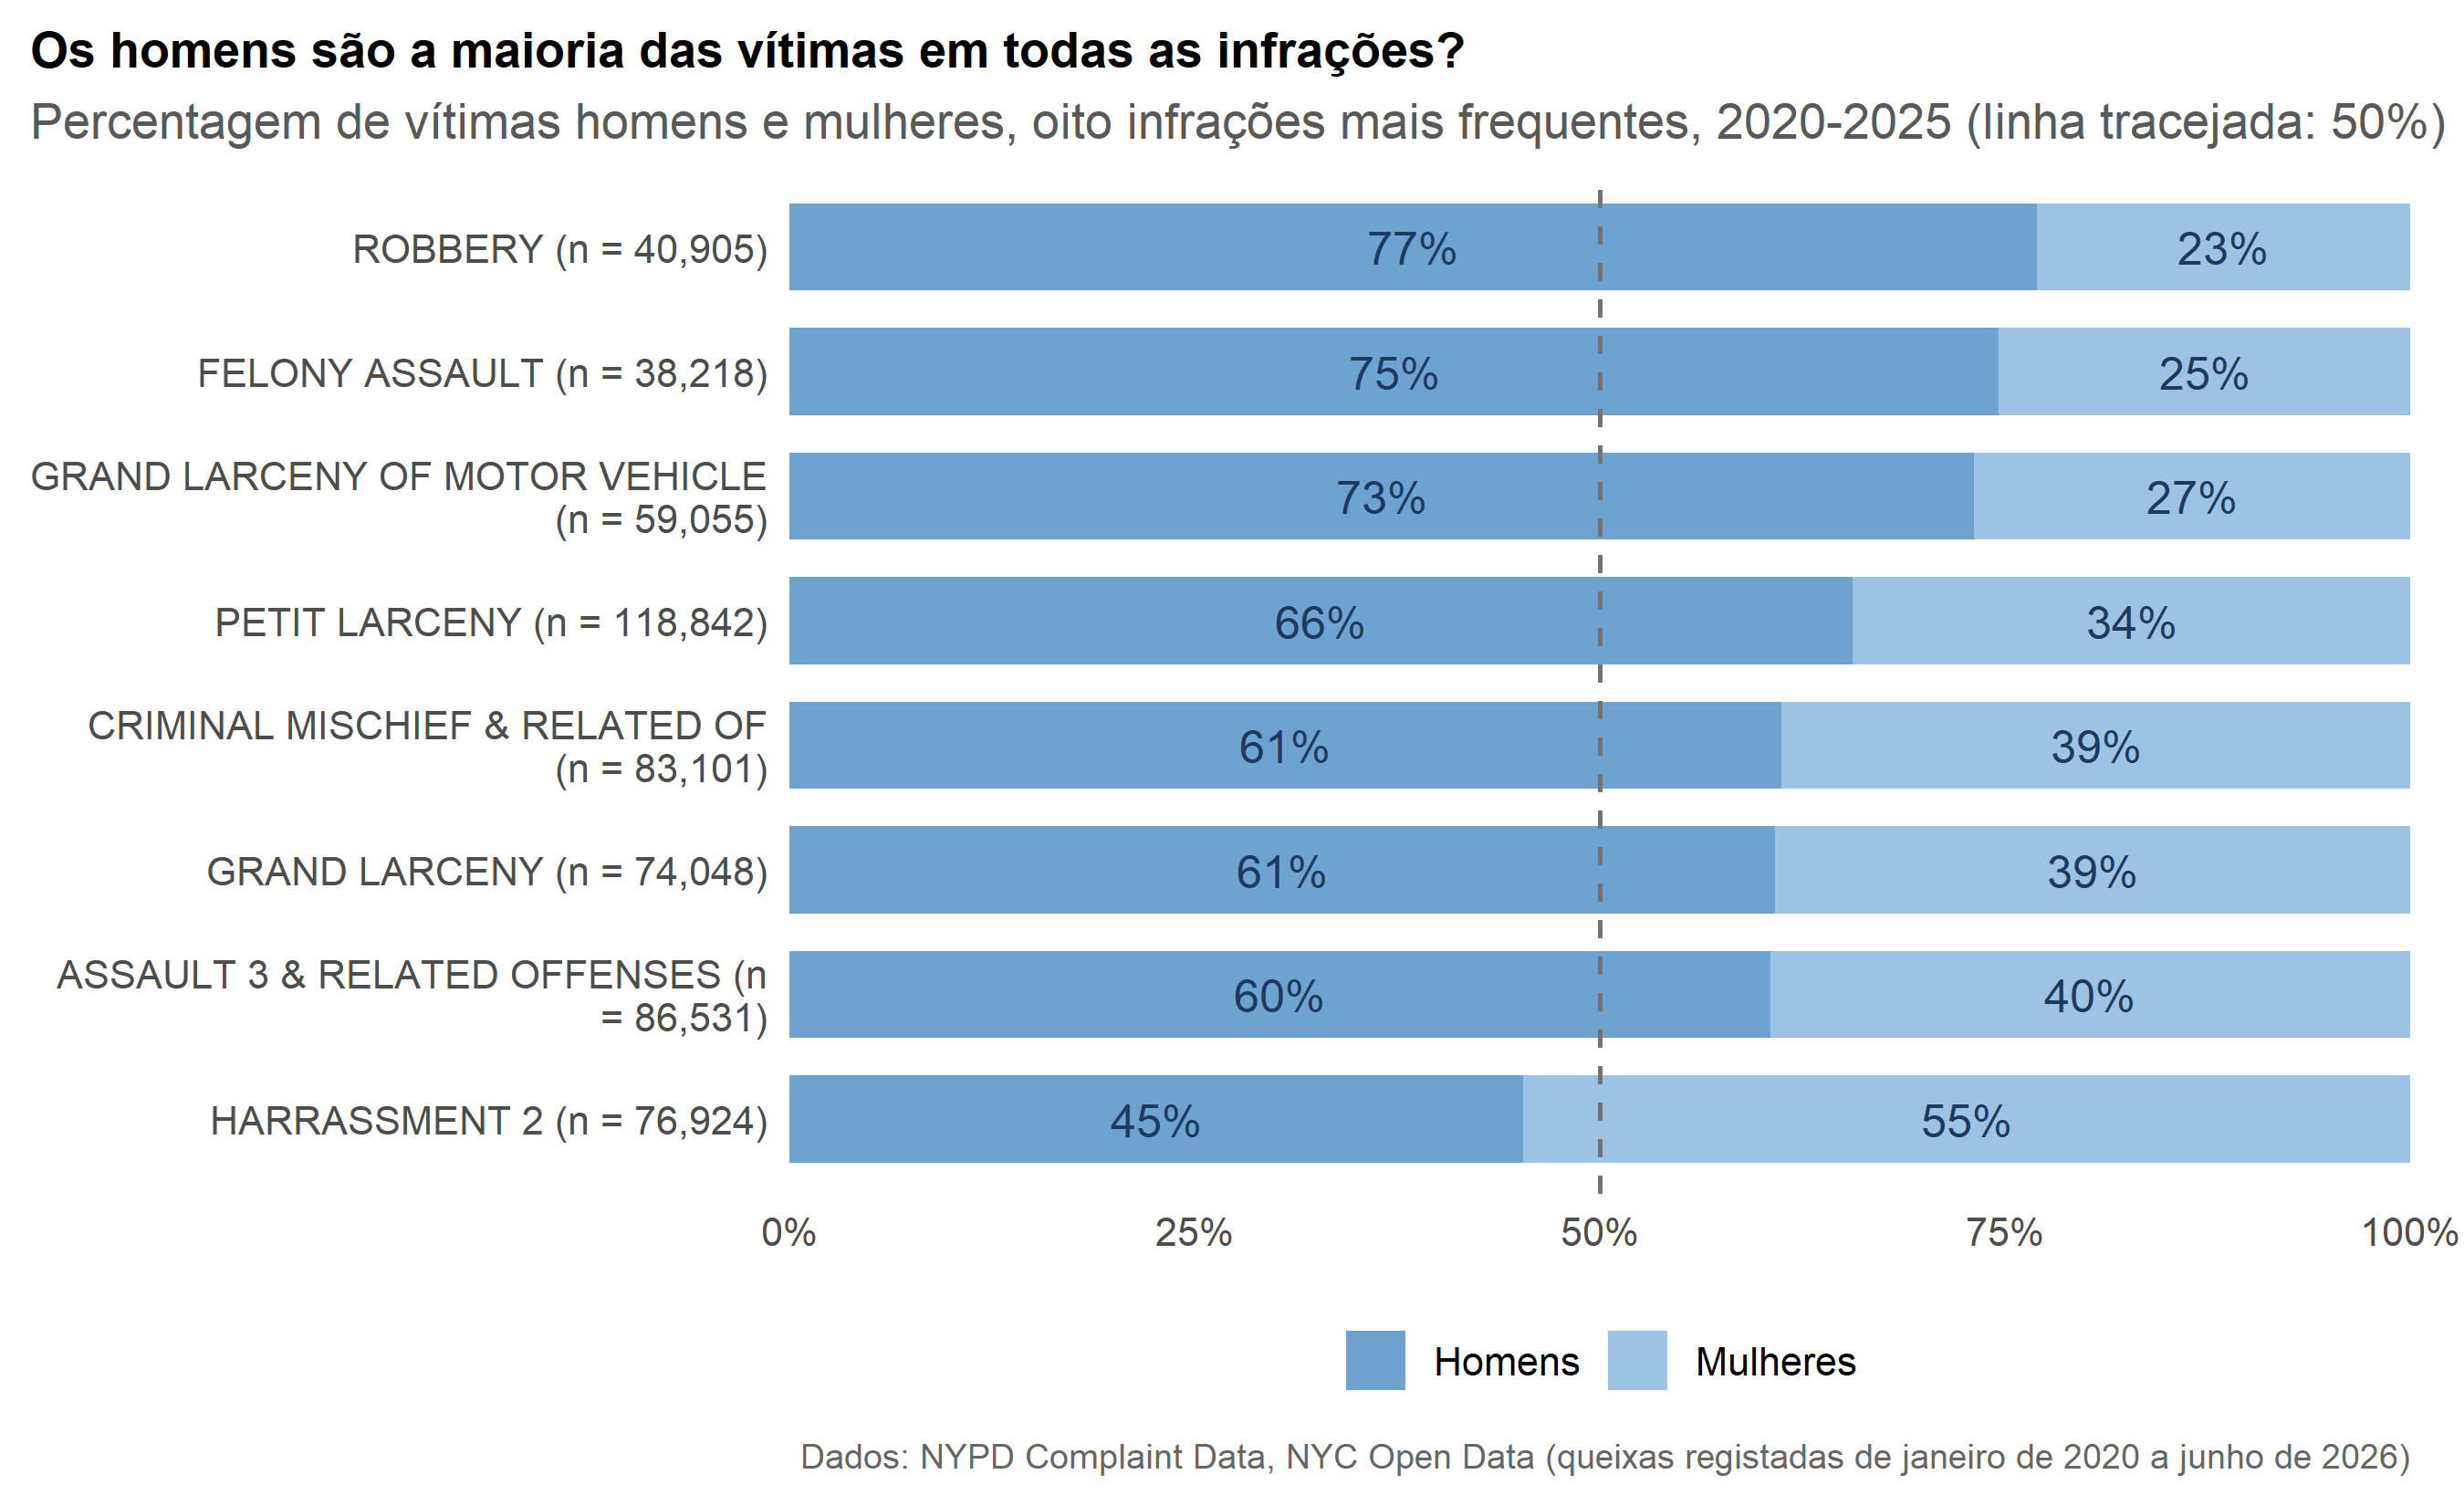 Os homens são a maioria das vítimas em todas as infrações?
Percentagem de vítimas homens e mulheres, oito infrações mais frequentes, 2020-2025 (linha tracejada: 50%)
ROBBERY (n = 40,905)
77%
23%
FELONY ASSAULT (n = 38,218)
75%
25%
GRAND LARCENY OF MOTOR VEHICLE
(n = 59,055)
73%
27%
PETIT LARCENY (n = 118,842)
66%
34%
CRIMINAL MISCHIEF & RELATED OF
(n = 83,101)
61%
39%
GRAND LARCENY (n = 74,048)
61%
39%
ASSAULT 3 & RELATED OFFENSES (n
= 86,531)
60%
40%
HARRASSMENT 2 (n = 76,924)
45%
55%
0%
25%
50%
75%
100%
Homens
Mulheres
Dados: NYPD Complaint Data, NYC Open Data (queixas registadas de janeiro de 2020 a junho de 2026)